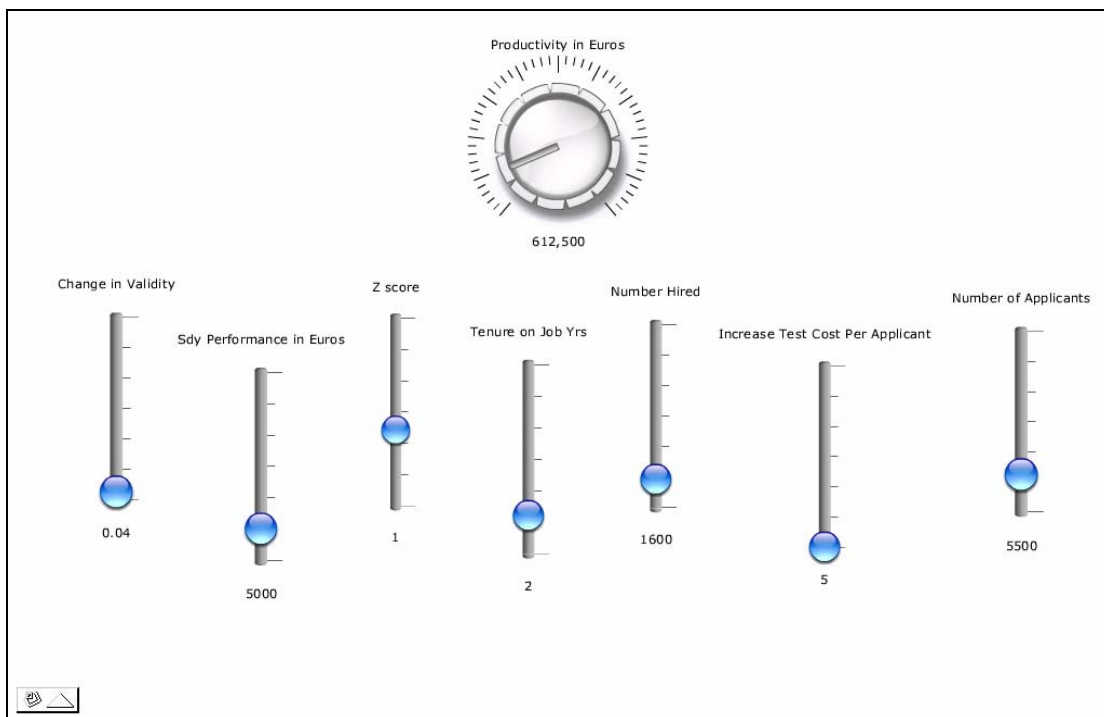 Productivity in Euros
612,500
Change in Validity
0.04
Sdy Performance in Euros
5000
Z score
1
Tenure on Job Yrs
2
Number Hired
1600
Increase Test Cost Per Applicant
5
Number of Applicants
5500